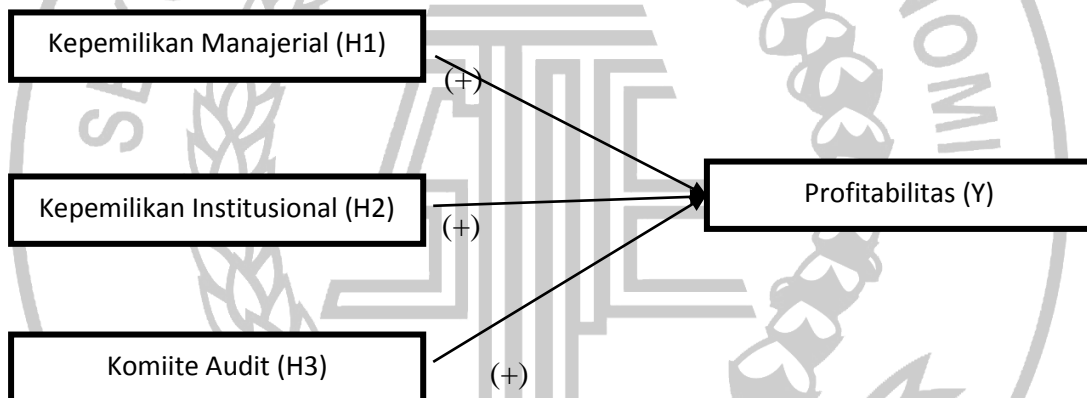 Kepemilikan Manajerial (H1)
(+)
Kepemilikan Institusional (H2)
(+)
Profitabilitas (Y)
Komiite Audit (H3)
(+)